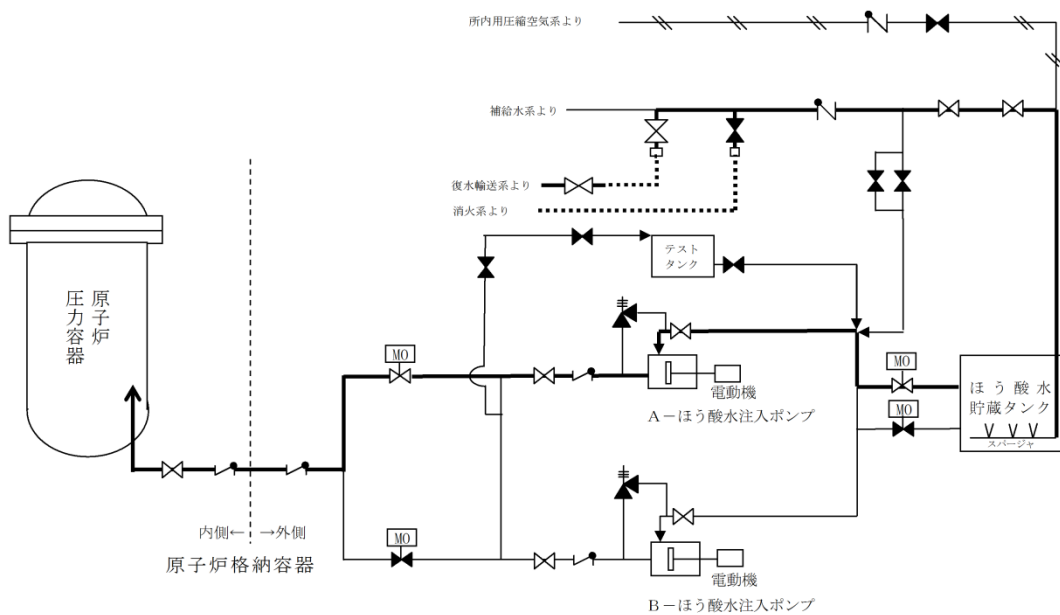 所内用圧縮空気系より
補給水系より
復水輸送系より
消火系より
テスト
タンク
原子炉
圧力容器
MO
電動機
A－ほう酸水注入ポンプ
MO
ほう酸水
貯蔵タンク
MO
スパージャ
内側←
→外側
原子炉格納容器
MO
電動機
B－ほう酸水注入ポンプ